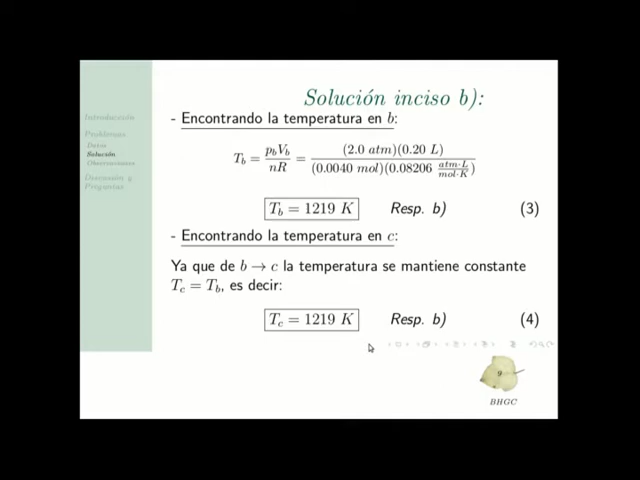 Solución inciso b):
Introducción
Problemas
Datos
Solución
Observaciones
Discusión y
Preguntas
- Encontrando la temperatura en b:
T_b = p_bV_b / nR = (2.0 atm)(0.20 L) / (0.0040 mol)(0.08206 atm·L / mol·K)
T_b = 1219 K Resp. b) (3)
- Encontrando la temperatura en c:
Ya que de b → c la temperatura se mantiene constante
T_c = T_b, es decir:
T_c = 1219 K Resp. b) (4)
9
BHGC